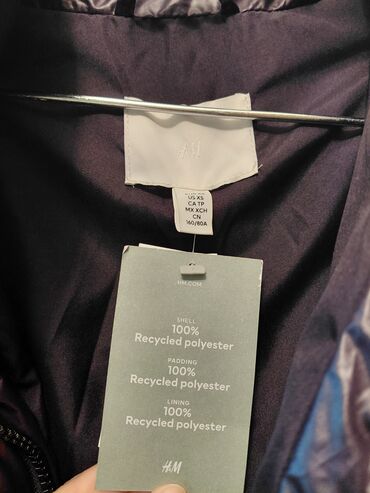 H&M
US XS
CA TP
MX XCH
CN
160/80A
HM.COM
SHELL
100%
Recycled polyester
PADDING
100%
Recycled polyester
LINING
100%
Recycled polyester
H&M